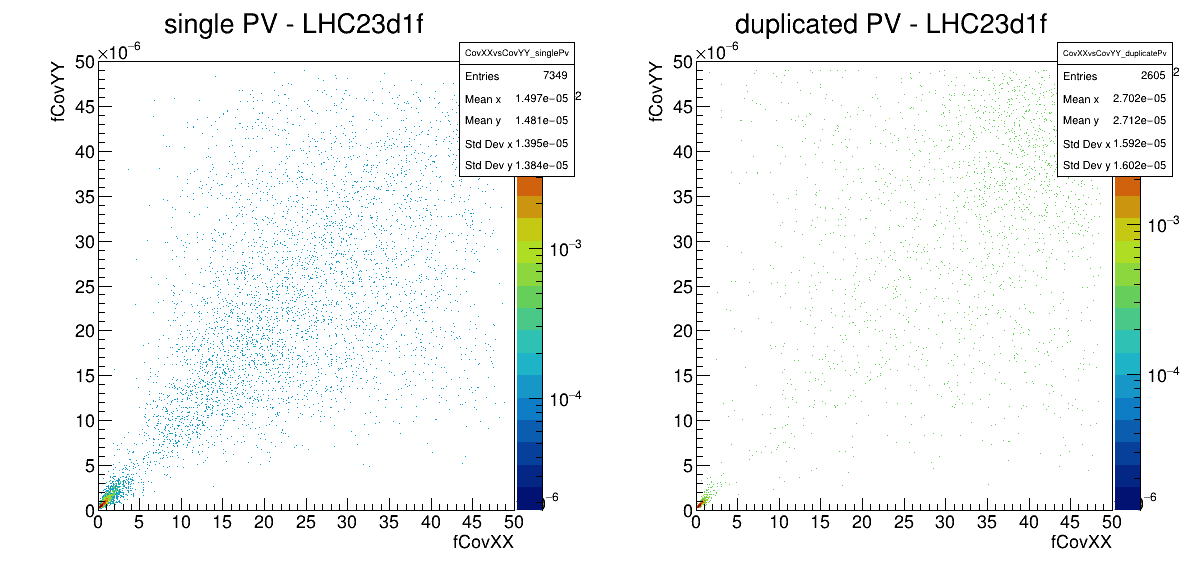 single PV - LHC23d1f
×10−6
fCovYY
50
45
40
35
30
25
20
15
10
5
0
0 5 10 15 20 25 30 35 40 45 50
fCovXX
CovXXvsCovYY_singlePv
Entries 7349
Mean x 1.497e−05
Mean y 1.481e−05
Std Dev x 1.395e−05
Std Dev y 1.384e−05
2
10−3
10−4
−6
duplicated PV - LHC23d1f
×10−6
fCovYY
50
45
40
35
30
25
20
15
10
5
0
0 5 10 15 20 25 30 35 40 45 50
fCovXX
CovXXvsCovYY_duplicatePv
Entries 2605
Mean x 2.702e−05
Mean y 2.712e−05
Std Dev x 1.592e−05
Std Dev y 1.602e−05
2
10−3
10−4
−6